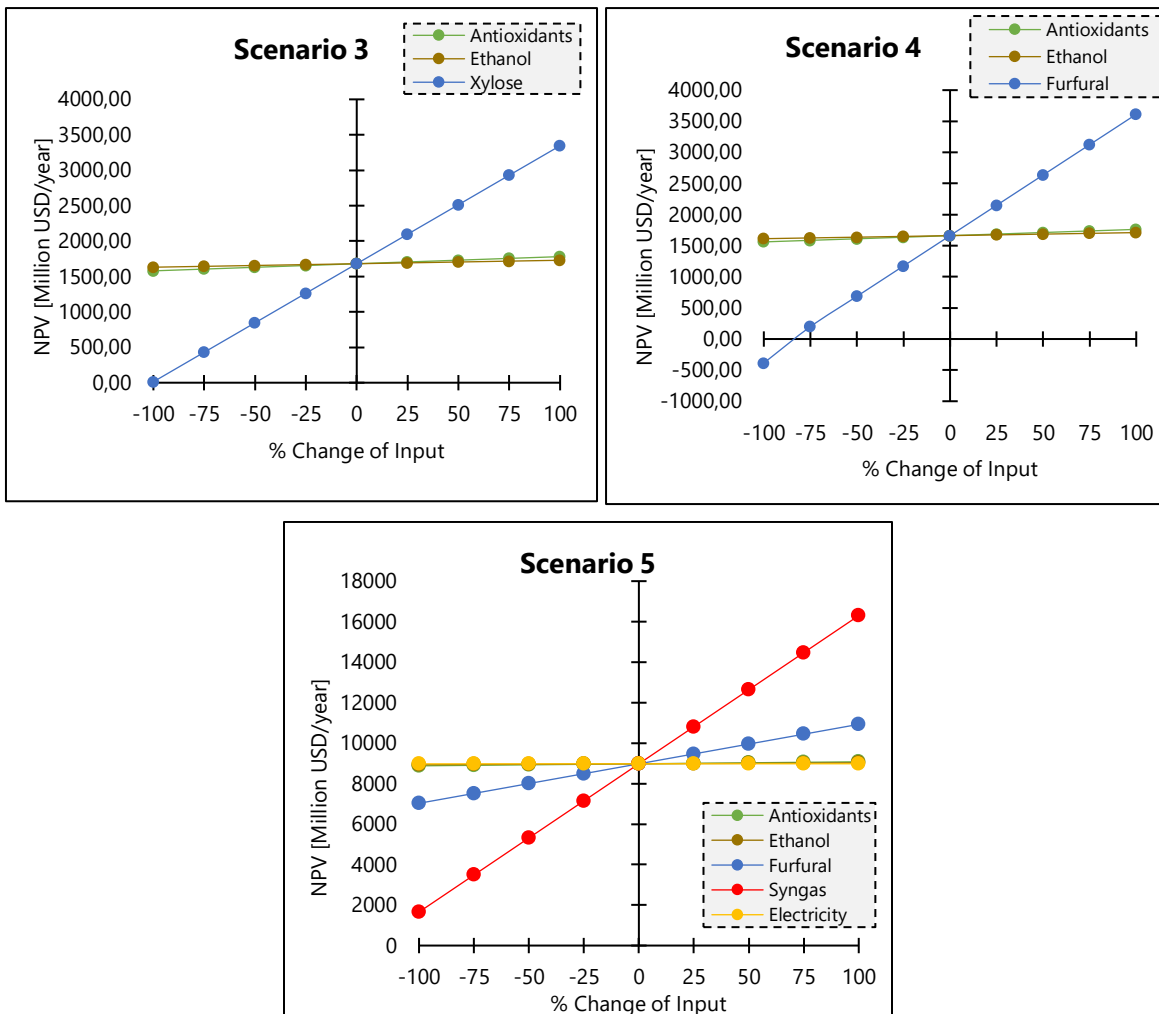 Scenario 3
Antioxidants
Ethanol
Xylose
NPV [Million USD/year]
4000,00
3500,00
3000,00
2500,00
2000,00
1500,00
1000,00
500,00
0,00
-100 -75 -50 -25 0 25 50 75 100
% Change of Input
Scenario 4
Antioxidants
Ethanol
Furfural
NPV [Million USD/year]
4000,00
3500,00
3000,00
2500,00
2000,00
1500,00
1000,00
500,00
0,00
-500,00
-1000,00
-100 -75 -50 -25 0 25 50 75 100
% Change of Input
Scenario 5
NPV [Million USD/year]
18000
16000
14000
12000
10000
8000
6000
4000
2000
0
Antioxidants
Ethanol
Furfural
Syngas
Electricity
-100 -75 -50 -25 0 25 50 75 100
% Change of Input